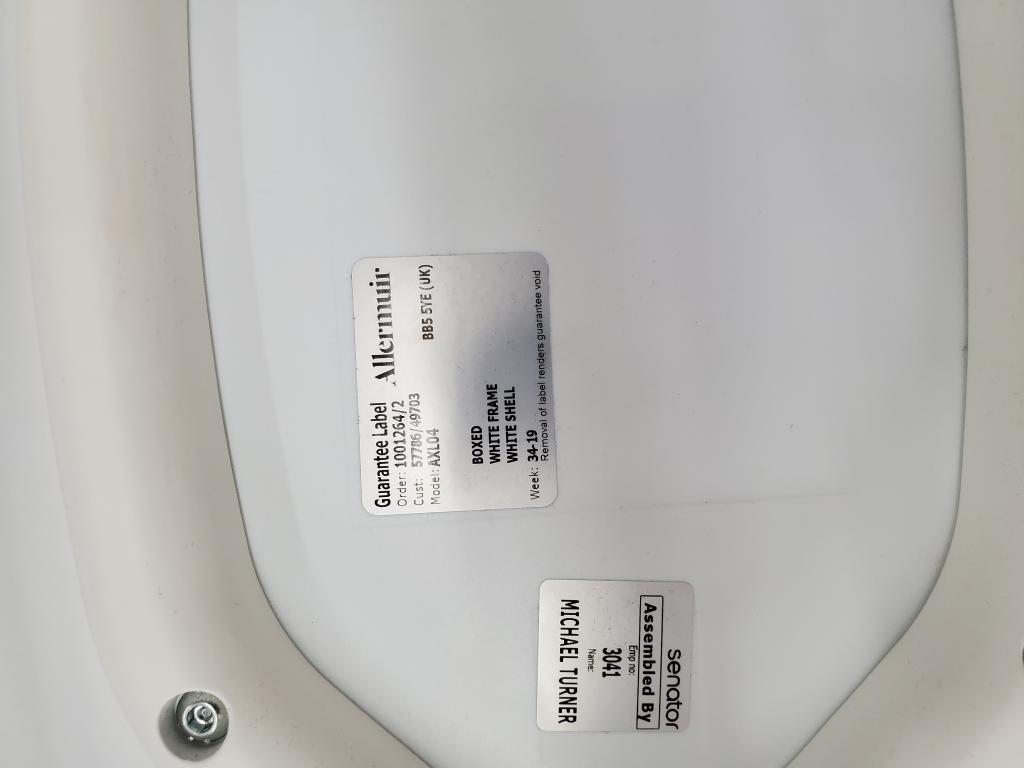 Guarantee Label
Allermuir
Order: 1001264/2
Cust: 57786/49703
BB5 5YE (UK)
Model: AXL04
BOXED
WHITE FRAME
WHITE SHELL
Week: 34-19
Removal of label renders guarantee void
senator
Assembled By
Emp no:
3041
Name:
MICHAEL TURNER